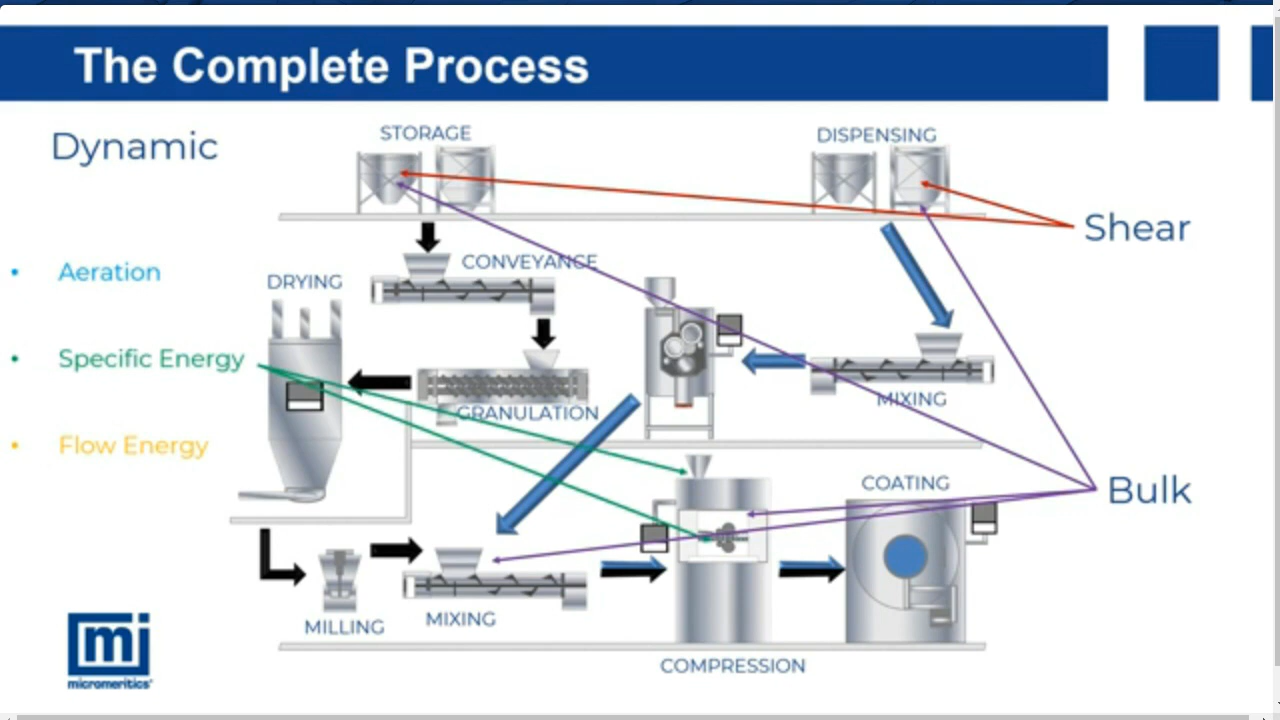 The Complete Process
Dynamic
STORAGE
DISPENSING
Shear
• Aeration
DRYING
CONVEYANCE
• Specific Energy
GRANULATION
MIXING
• Flow Energy
COATING
Bulk
MILLING
MIXING
COMPRESSION
mi
micromeritics®